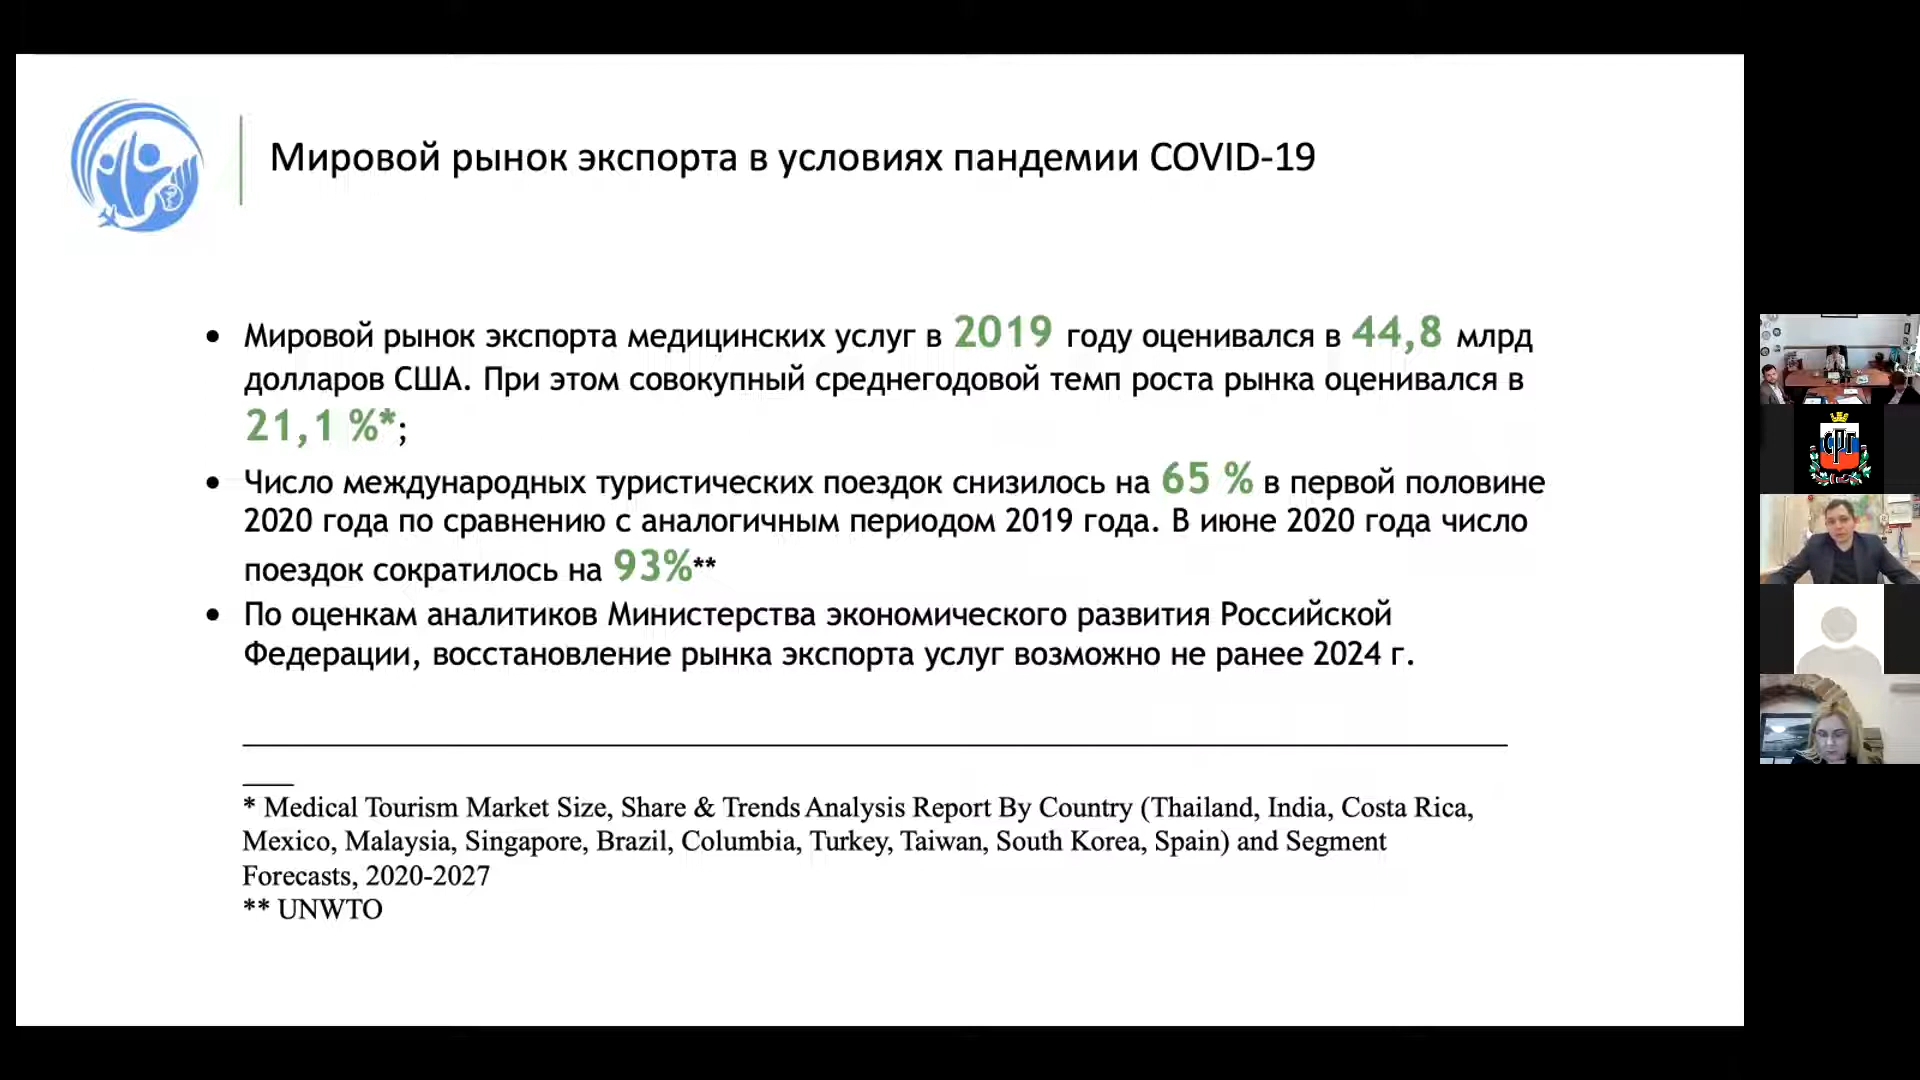 Мировой рынок экспорта в условиях пандемии COVID-19
• Мировой рынок экспорта медицинских услуг в 2019 году оценивался в 44,8 млрд
долларов США. При этом совокупный среднегодовой темп роста рынка оценивался в
21,1 %*;
• Число международных туристических поездок снизилось на 65 % в первой половине
2020 года по сравнению с аналогичным периодом 2019 года. В июне 2020 года число
поездок сократилось на 93%**
• По оценкам аналитиков Министерства экономического развития Российской
Федерации, восстановление рынка экспорта услуг возможно не ранее 2024 г.
* Medical Tourism Market Size, Share & Trends Analysis Report By Country (Thailand, India, Costa Rica,
Mexico, Malaysia, Singapore, Brazil, Columbia, Turkey, Taiwan, South Korea, Spain) and Segment
Forecasts, 2020-2027
** UNWTO
СРГ